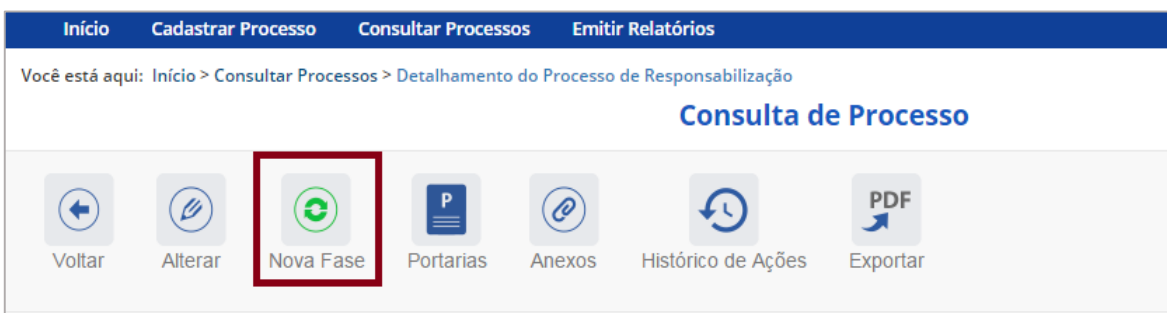 Início Cadastrar Processo Consultar Processos Emitir Relatórios
Você está aqui: Início > Consultar Processos > Detalhamento do Processo de Responsabilização
Consulta de Processo
P PDF
Voltar Alterar Nova Fase Portarias Anexos Histórico de Ações Exportar